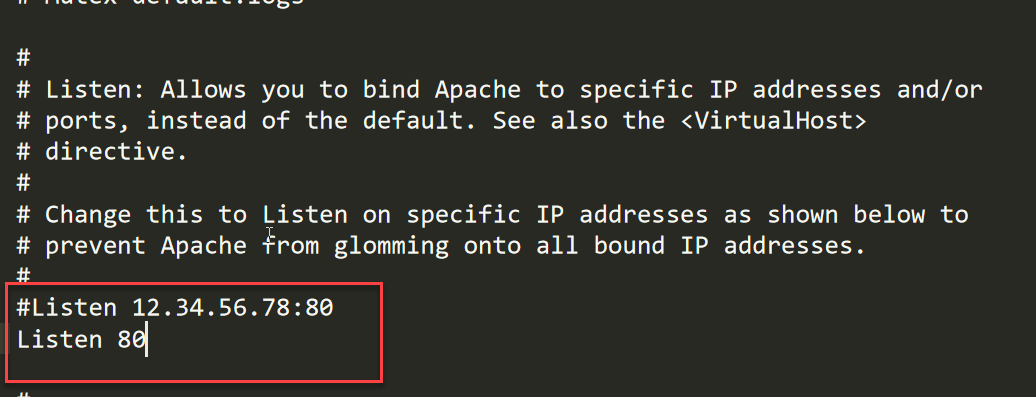 # Mutex default:logs
#
# Listen: Allows you to bind Apache to specific IP addresses and/or
# ports, instead of the default. See also the <VirtualHost>
# directive.
#
# Change this to Listen on specific IP addresses as shown below to
# prevent Apache from glomming onto all bound IP addresses.
#
#Listen 12.34.56.78:80
Listen 80
#